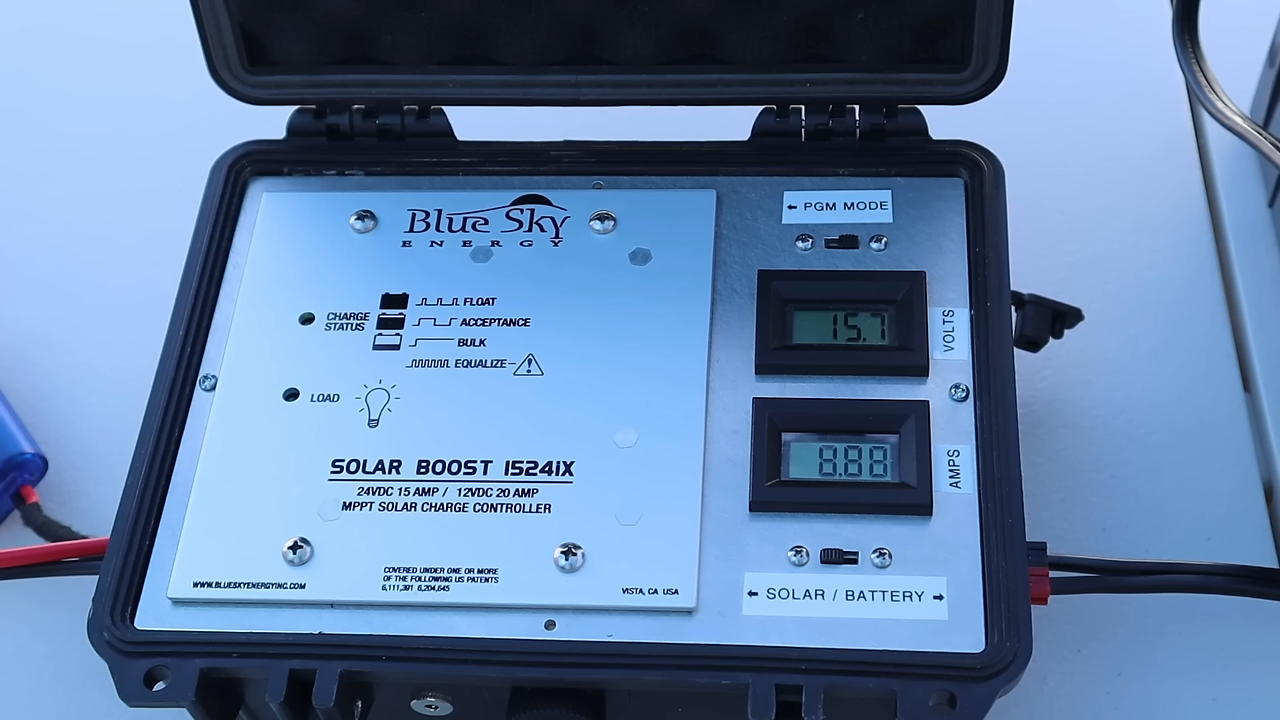 Blue Sky
ENERGY
CHARGE
STATUS
FLOAT
ACCEPTANCE
BULK
EQUALIZE
LOAD
SOLAR BOOST 1524iX
24VDC 15 AMP / 12VDC 20 AMP
MPPT SOLAR CHARGE CONTROLLER
COVERED UNDER ONE OR MORE
OF THE FOLLOWING US PATENTS
6,111,391 6,204,645
WWW.BLUESKYENERGYINC.COM
VISTA, CA USA
← PGM MODE
15.7
VOLTS
8.88
AMPS
← SOLAR / BATTERY →